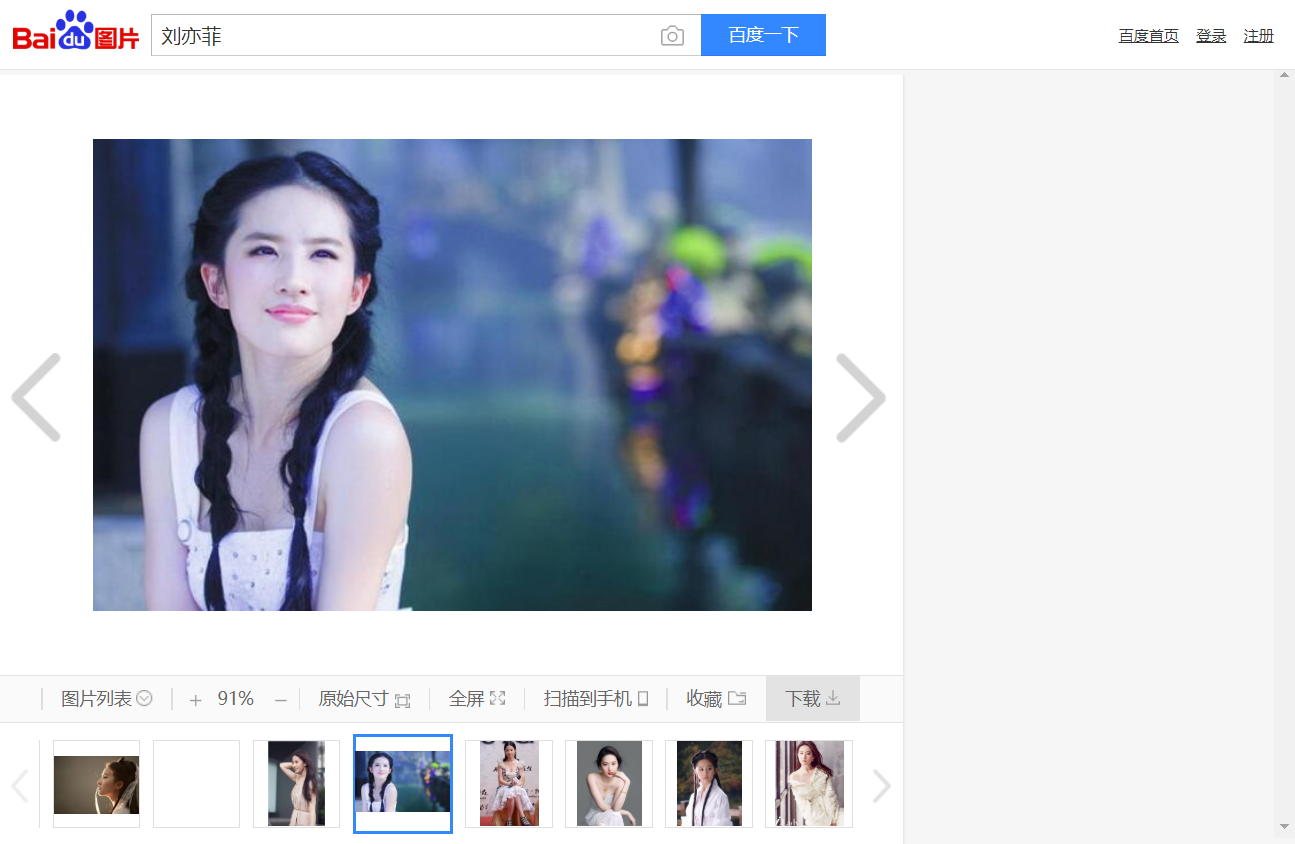 Bai du 图片 刘亦菲 百度一下 百度首页 登录 注册
图片列表 + 91% - 原始尺寸 全屏 扫描到手机 收藏 下载